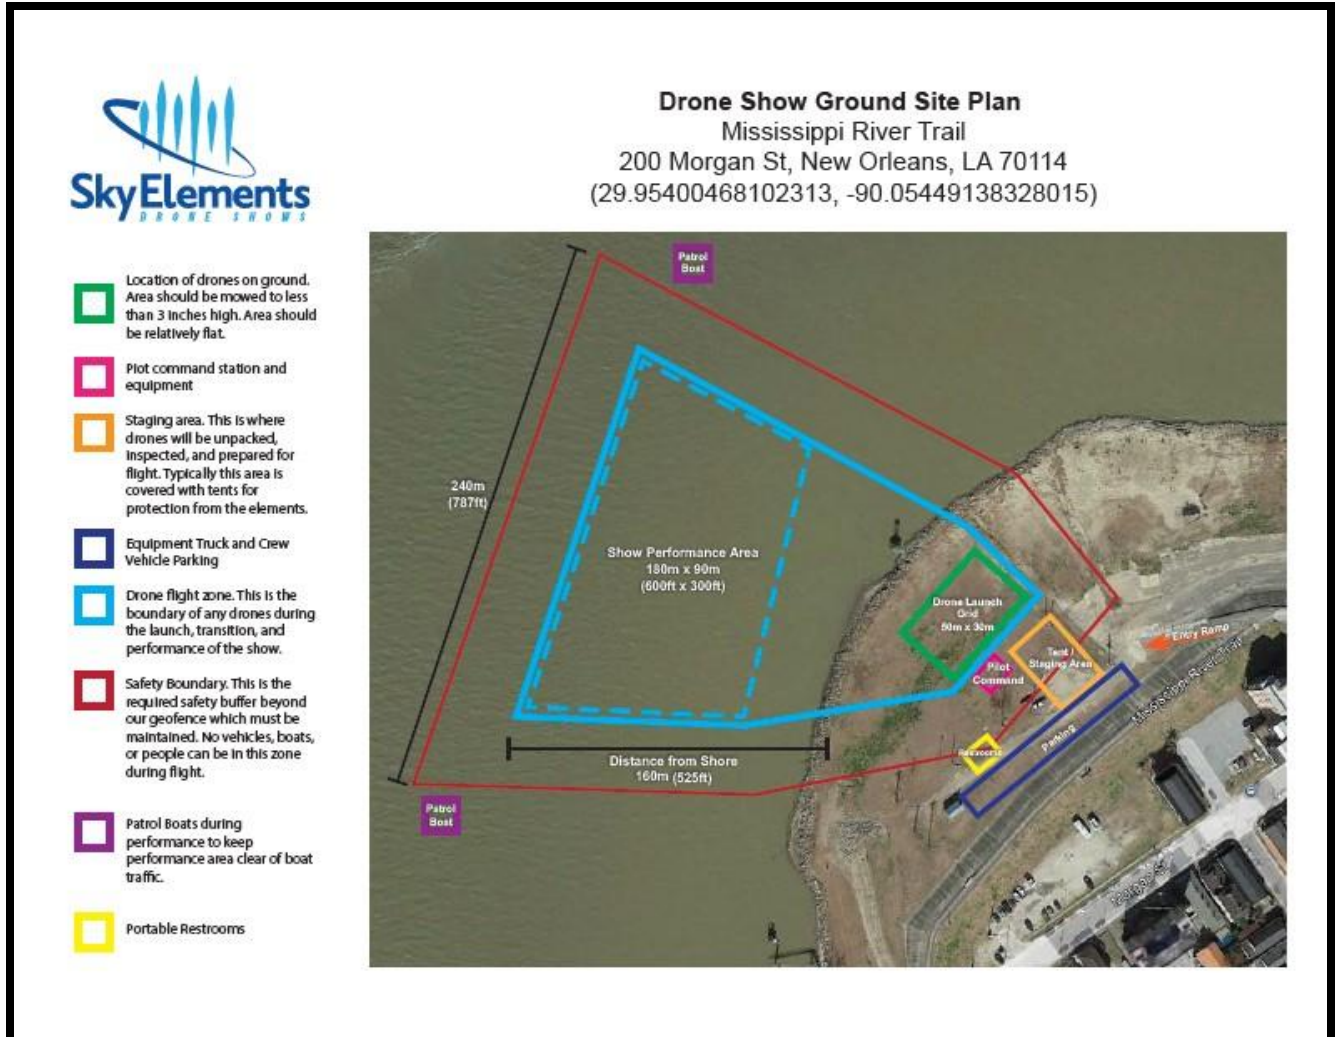 SkyElements
DRONE SHOWS
Drone Show Ground Site Plan
Mississippi River Trail
200 Morgan St, New Orleans, LA 70114
(29.95400468102313, -90.05449138328015)
Location of drones on ground.
Area should be mowed to less
than 3 inches high. Area should
be relatively flat.
Pilot command station and
equipment
Staging area. This is where
drones will be unpacked,
inspected, and prepared for
flight. Typically this area is
covered with tents for
protection from the elements.
Equipment Truck and Crew
Vehicle Parking
Drone flight zone. This is the
boundary of any drones during
the launch, transition, and
performance of the show.
Safety Boundary. This is the
required safety buffer beyond
our geofence which must be
maintained. No vehicles, boats,
or people can be in this zone
during flight.
Patrol Boats during
performance to keep
performance area clear of boat
traffic.
Portable Restrooms
Patrol
Boat
240m
(787ft)
Show Performance Area
180m x 90m
(600ft x 300ft)
Drone Launch
Grid
50m x 30m
Tent /
Staging Area
Pilot
Command
Entry Ramp
Mississippi River Trail
Parking
Restrooms
Distance from Shore
160m (525ft)
Patrol
Boat
Morgan St